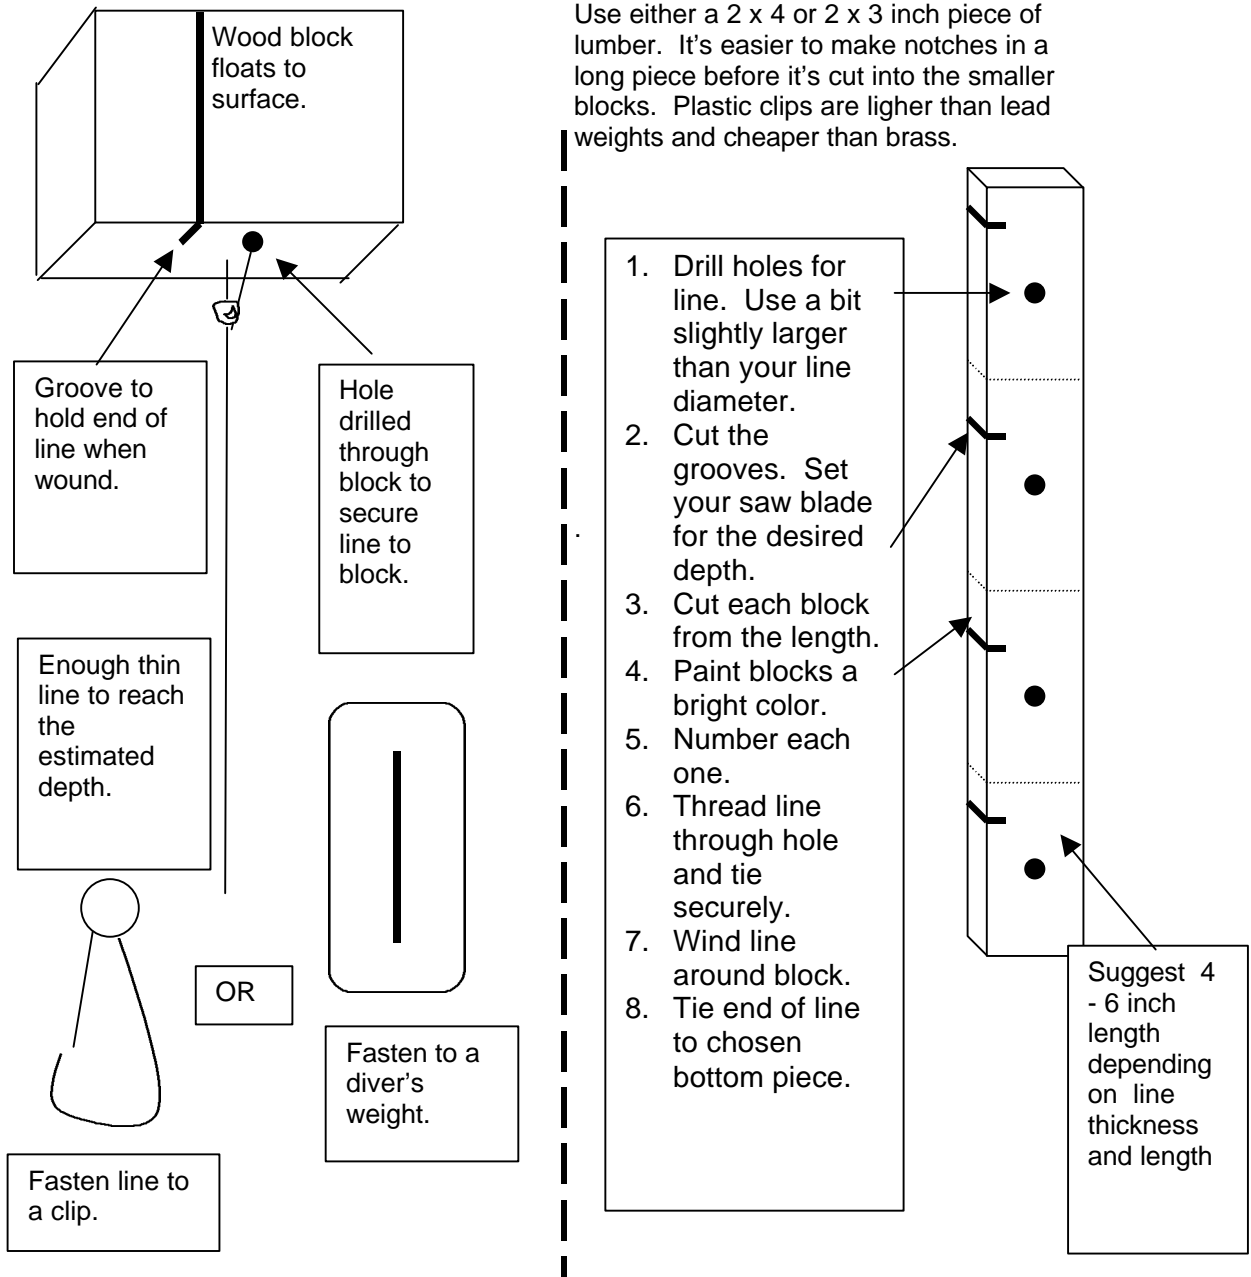 Wood block
floats to
surface.
Groove to
hold end of
line when
wound.
Hole
drilled
through
block to
secure
line to
block.
Enough thin
line to reach
the
estimated
depth.
OR
Fasten to a
diver's
weight.
Fasten line to
a clip.
Use either a 2 x 4 or 2 x 3 inch piece of
lumber.  It's easier to make notches in a
long piece before it's cut into the smaller
blocks.  Plastic clips are ligher than lead
weights and cheaper than brass.
.
1. Drill holes for
line.  Use a bit
slightly larger
than your line
diameter.
2. Cut the
grooves.  Set
your saw blade
for the desired
depth.
3. Cut each block
from the length.
4. Paint blocks a
bright color.
5. Number each
one.
6. Thread line
through hole
and tie
securely.
7. Wind line
around block.
8. Tie end of line
to chosen
bottom piece.
Suggest  4
- 6 inch
length
depending
on  line
thickness
and length